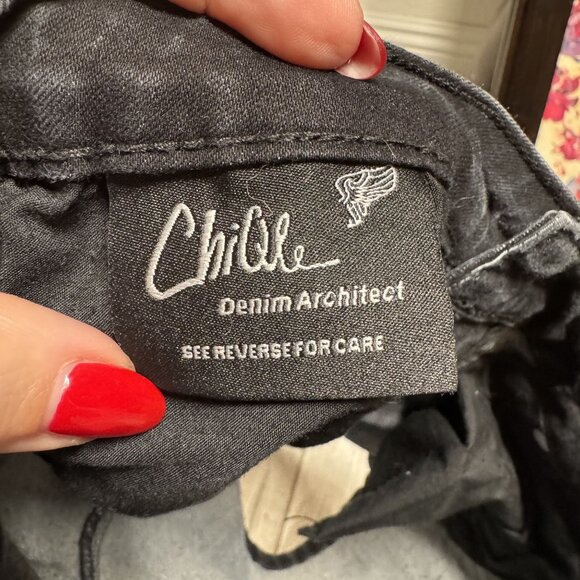 ChiQle
Denim Architect
SEE REVERSE FOR CARE